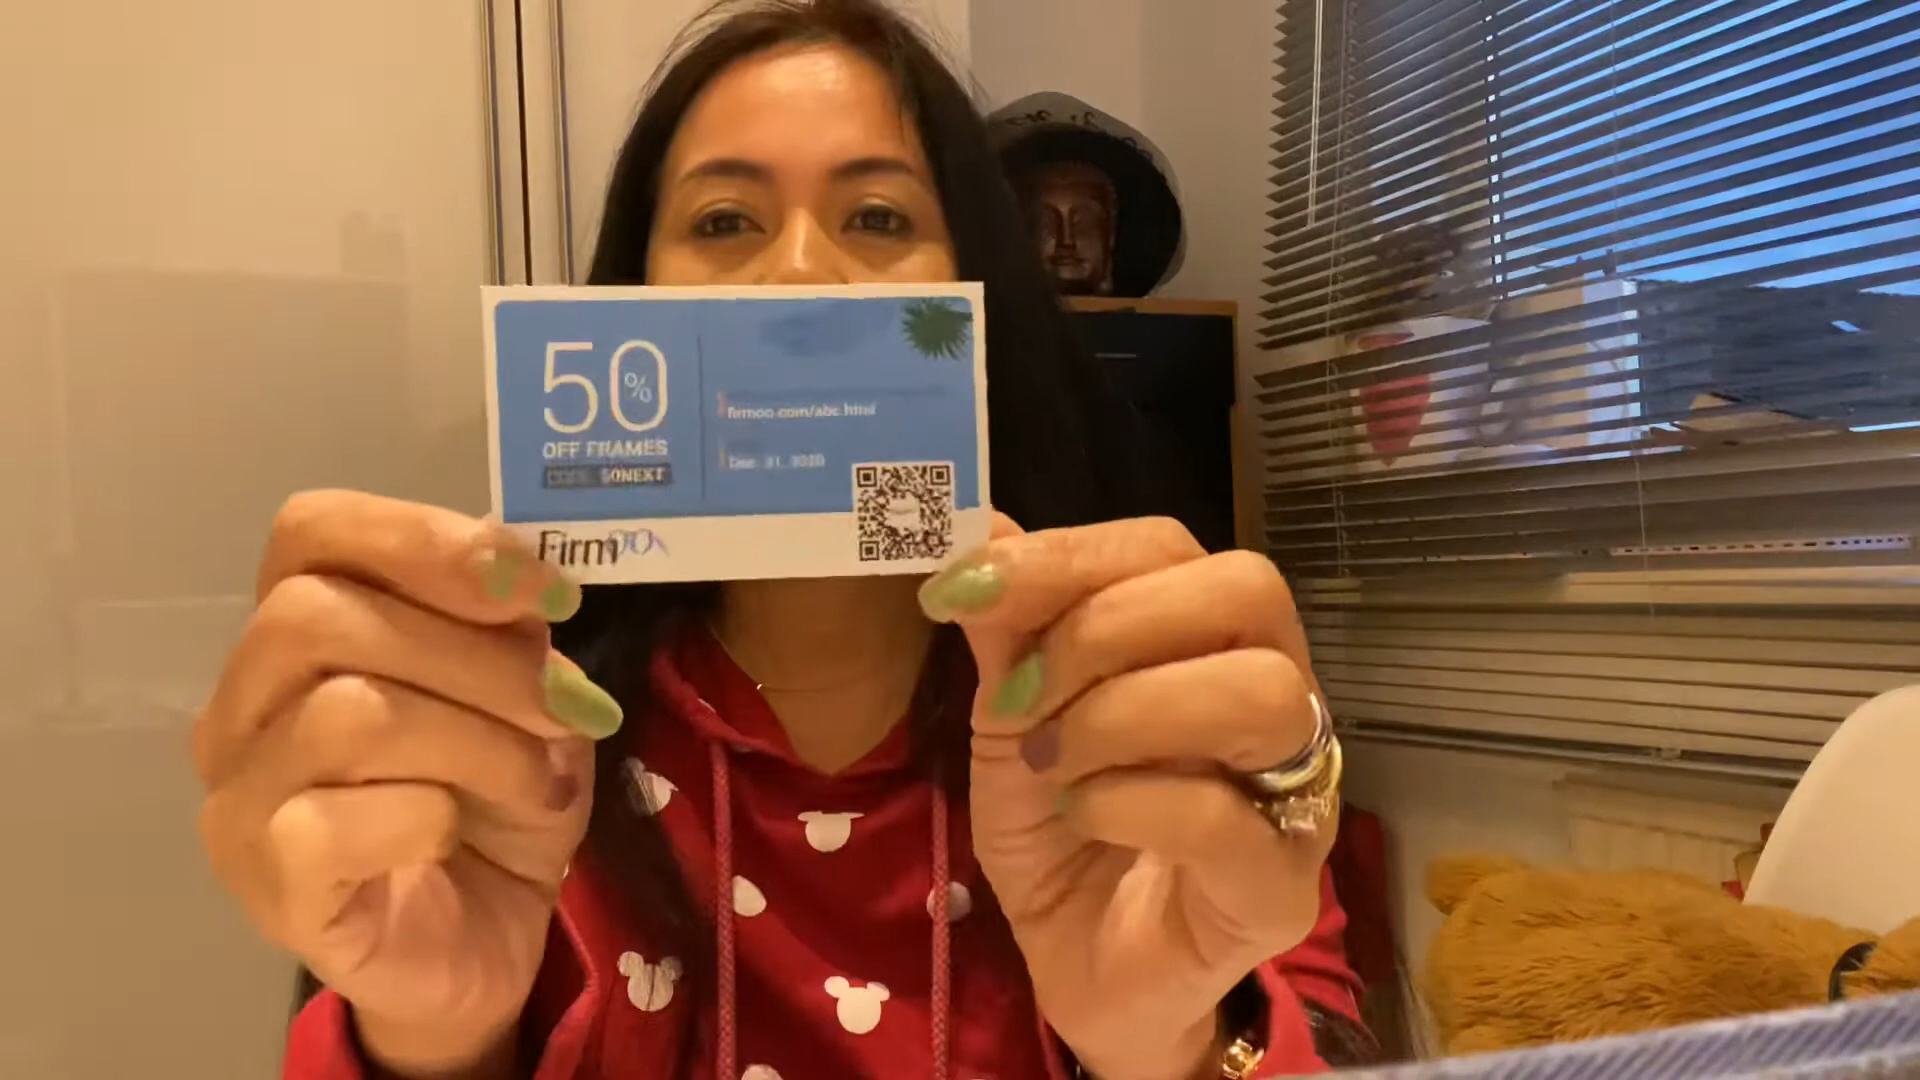 50%
OFF FRAMES
CODE: 50NEXT
firmoo.com/abc.html
Dec. 31, 2020
Firmoo